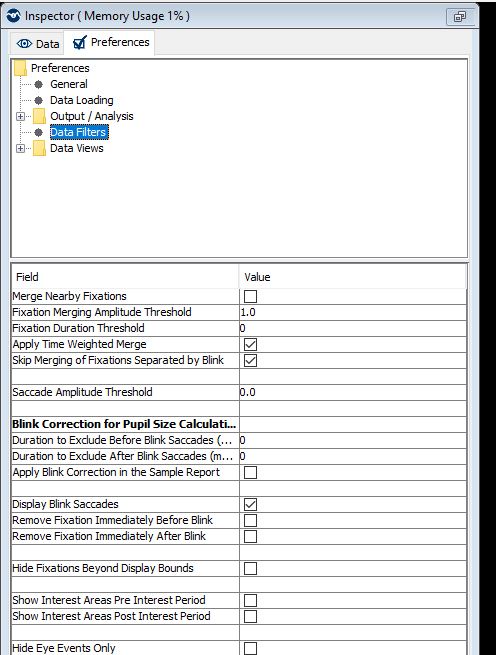 Inspector ( Memory Usage 1% )
Data Preferences
Preferences
General
Data Loading
Output / Analysis
Data Filters
Data Views
Field Value
Merge Nearby Fixations
Fixation Merging Amplitude Threshold 1.0
Fixation Duration Threshold 0
Apply Time Weighted Merge
Skip Merging of Fixations Separated by Blink
Saccade Amplitude Threshold 0.0
Blink Correction for Pupil Size Calculati...
Duration to Exclude Before Blink Saccades (... 0
Duration to Exclude After Blink Saccades (m... 0
Apply Blink Correction in the Sample Report
Display Blink Saccades
Remove Fixation Immediately Before Blink
Remove Fixation Immediately After Blink
Hide Fixations Beyond Display Bounds
Show Interest Areas Pre Interest Period
Show Interest Areas Post Interest Period
Hide Eye Events Only